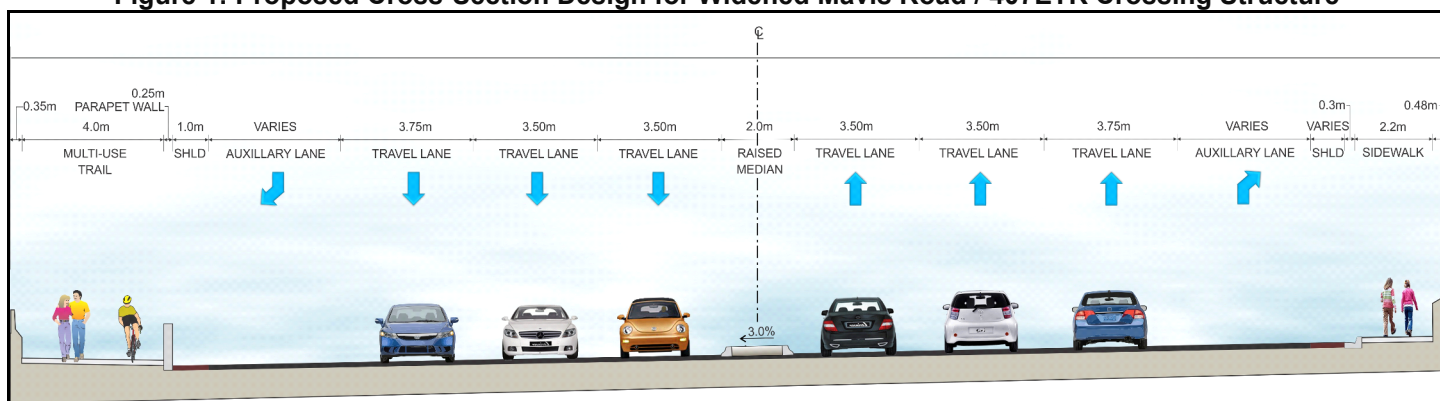 Figure 1: Proposed Cross-Section Design for Widened Mavis Road / 407ETR Crossing Structure
℄
0.25m
0.35m PARAPET WALL 0.3m 0.48m
4.0m 1.0m VARIES 3.75m 3.50m 3.50m 2.0m 3.50m 3.50m 3.75m VARIES VARIES 2.2m
MULTI-USE SHLD AUXILLARY LANE TRAVEL LANE TRAVEL LANE TRAVEL LANE RAISED TRAVEL LANE TRAVEL LANE TRAVEL LANE AUXILLARY LANE SHLD SIDEWALK
TRAIL MEDIAN
3.0%